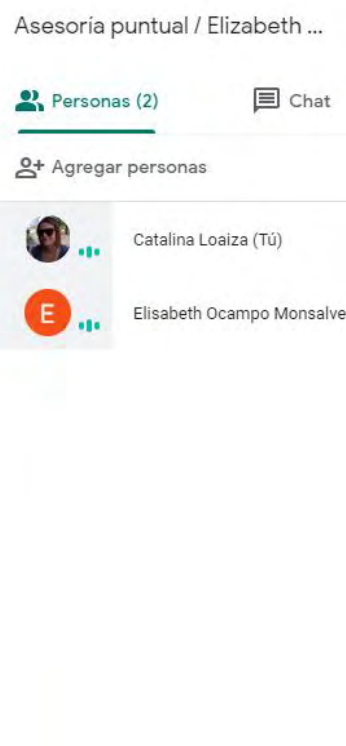 Asesoría puntual / Elizabeth ...
Personas (2)
Chat
Agregar personas
Catalina Loaiza (Tú)
E
Elisabeth Ocampo Monsalve